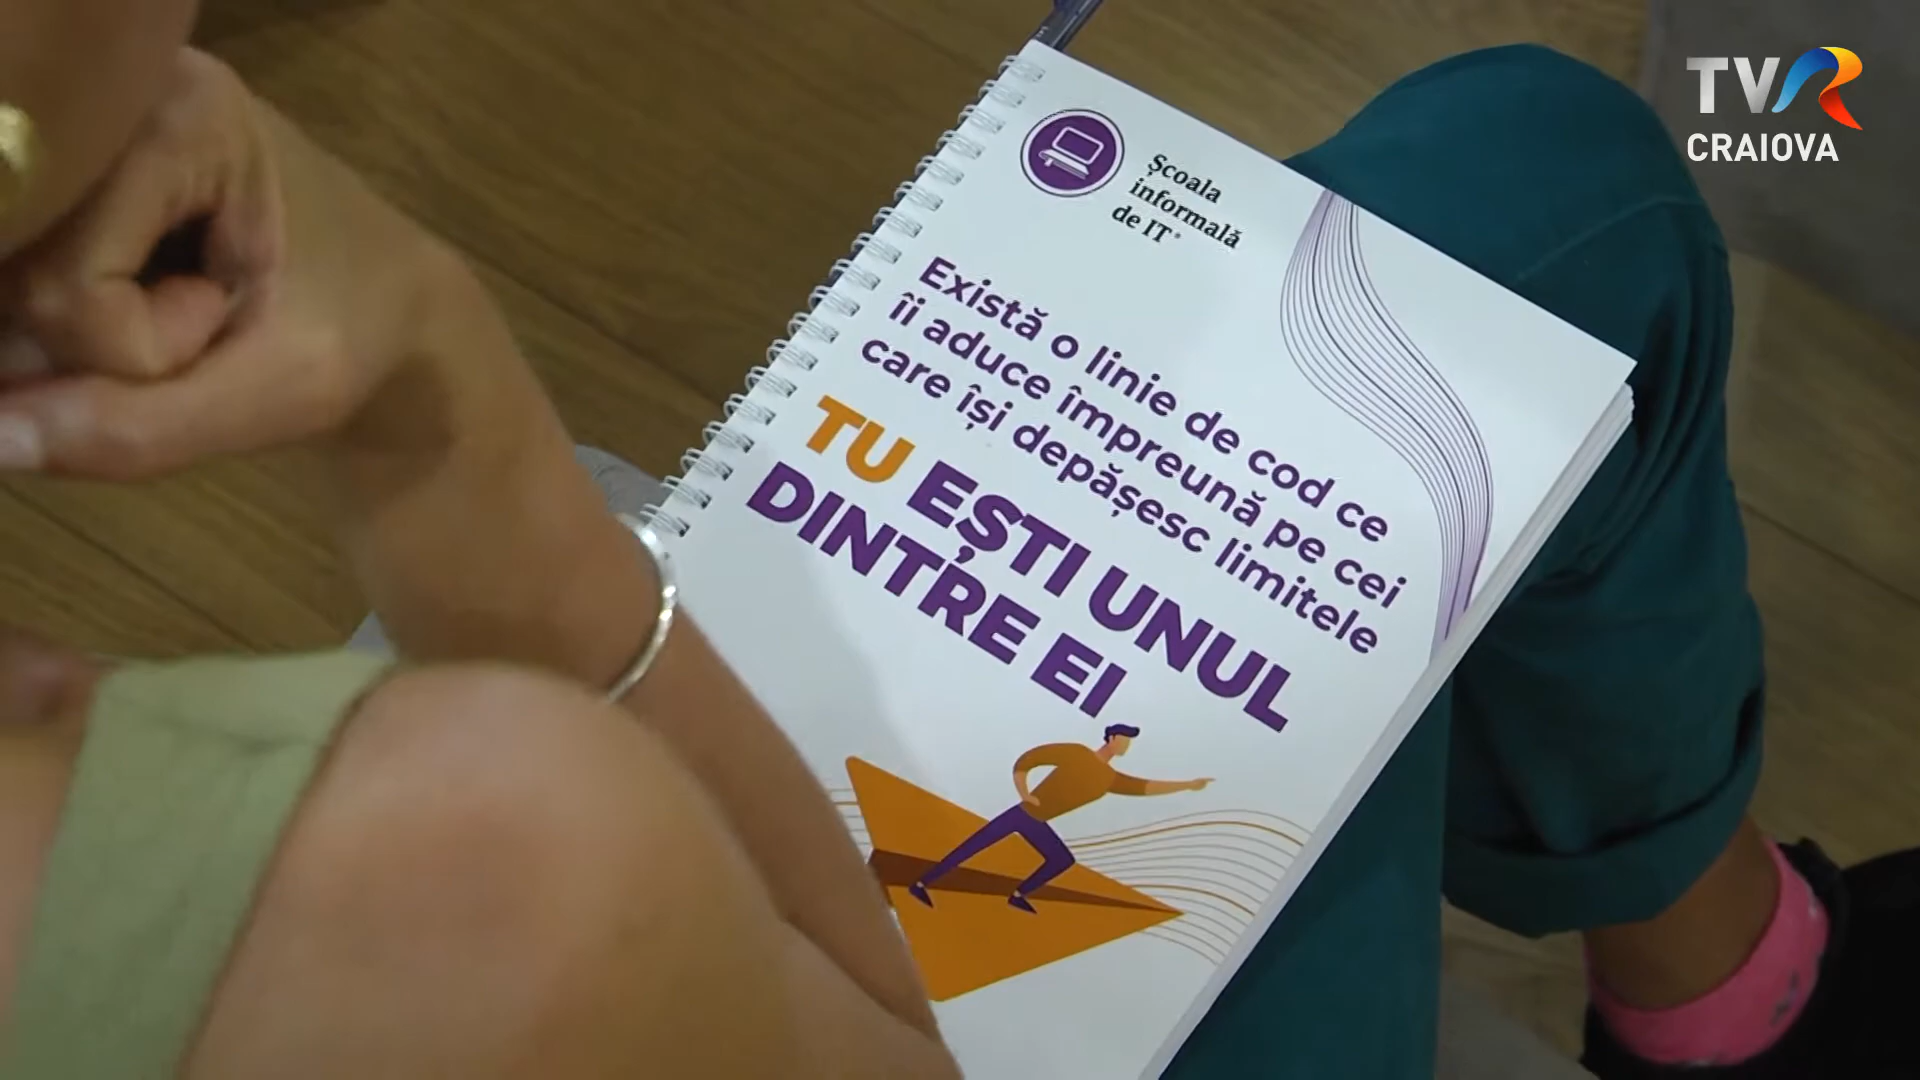 TVR
CRAIOVA
Școala
informală
de IT®
Există o linie de cod ce
îi aduce împreună pe cei
care își depășesc limitele
TU EȘTI UNUL
DINTRE EI